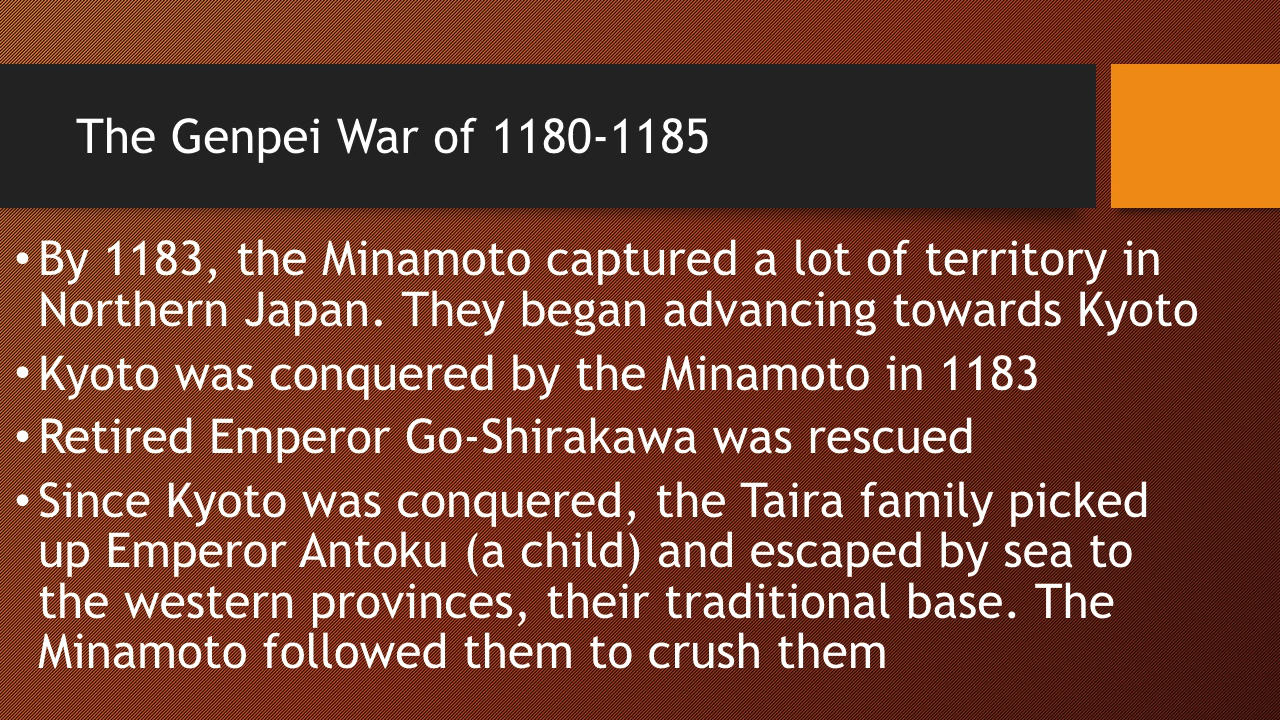 The Genpei War of 1180-1185
•By 1183, the Minamoto captured a lot of territory in
Northern Japan. They began advancing towards Kyoto
•Kyoto was conquered by the Minamoto in 1183
•Retired Emperor Go-Shirakawa was rescued
•Since Kyoto was conquered, the Taira family picked
up Emperor Antoku (a child) and escaped by sea to
the western provinces, their traditional base. The
Minamoto followed them to crush them